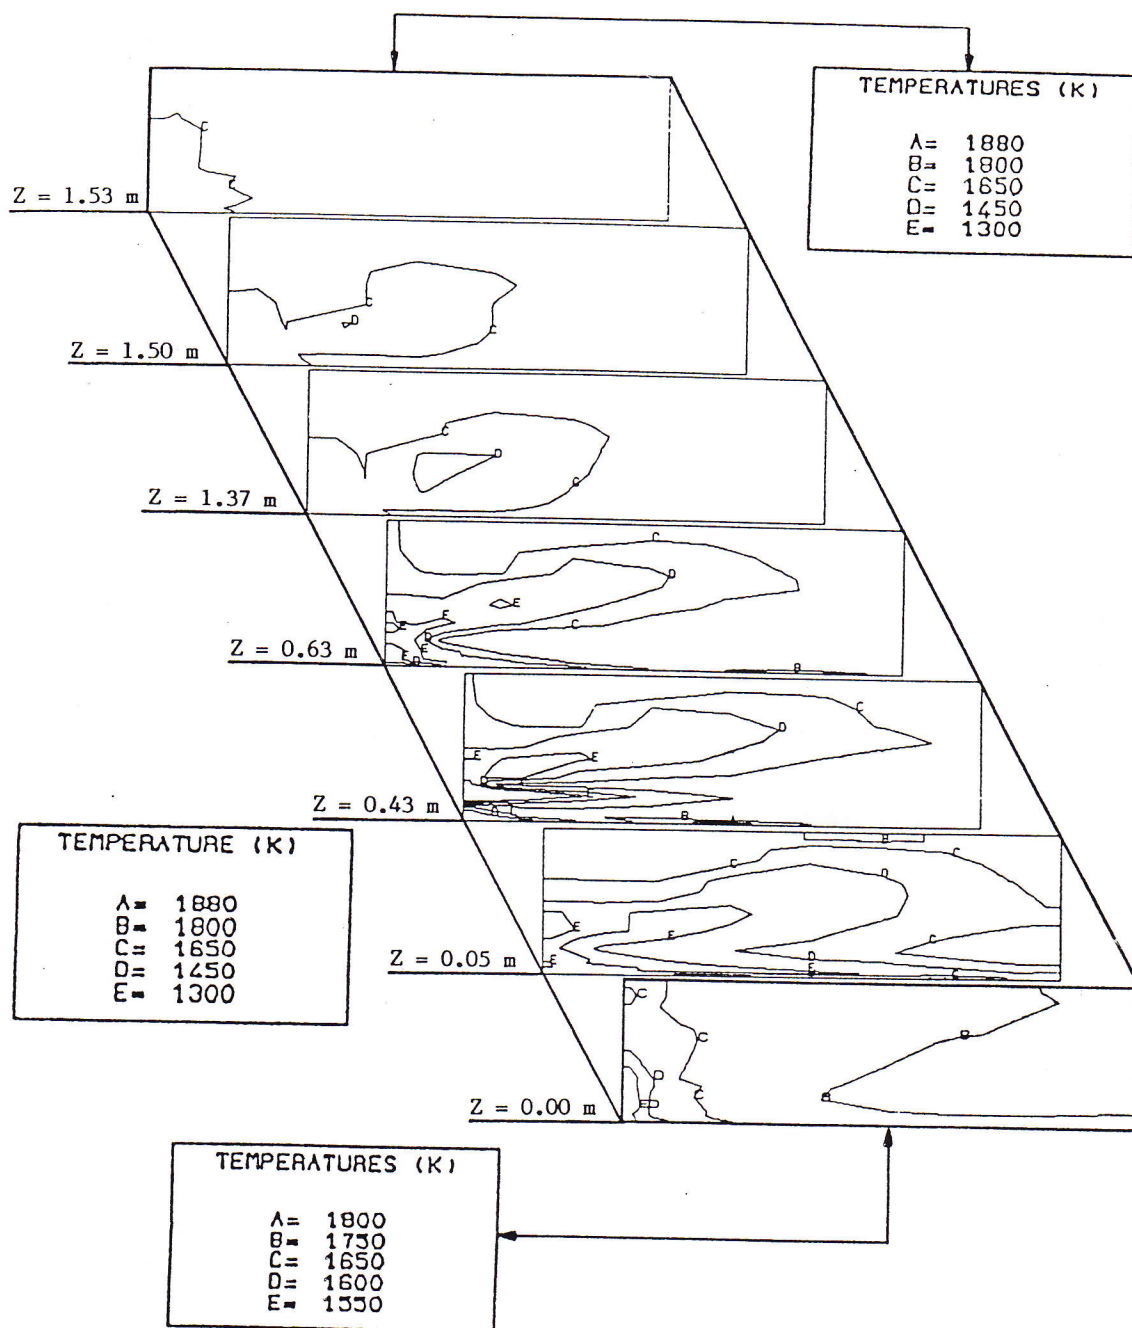 TEMPERATURES (K)
A= 1880
B= 1800
C= 1650
D= 1450
E= 1300
C
C
Z = 1.53 m
C
D
C
Z = 1.50 m
C
D
C
Z = 1.37 m
C
D
E
E
E
C
D
E
E
D
B
Z = 0.63 m
C
D
E
E
B
Z = 0.43 m
TEMPERATURE (K)
A= 1880
B= 1800
C= 1650
D= 1450
E= 1300
B
C
C
D
E
E
C
D
E
E
Z = 0.05 m
C
C
B
D
C
B
E D
Z = 0.00 m
TEMPERATURES (K)
A= 1800
B= 1750
C= 1650
D= 1600
E= 1550